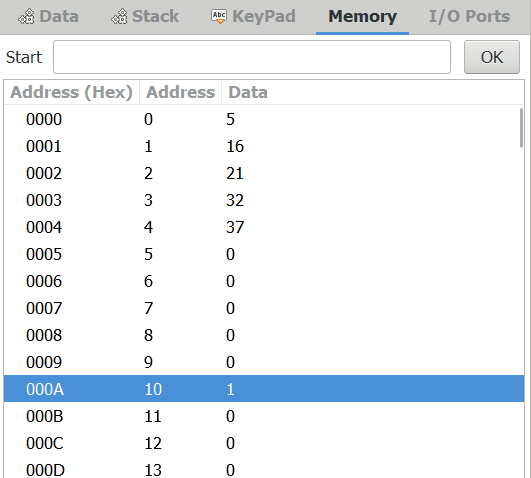 Data Stack Abc KeyPad Memory I/O Ports
Start OK
Address (Hex) Address Data
0000 0 5
0001 1 16
0002 2 21
0003 3 32
0004 4 37
0005 5 0
0006 6 0
0007 7 0
0008 8 0
0009 9 0
000A 10 1
000B 11 0
000C 12 0
000D 13 0